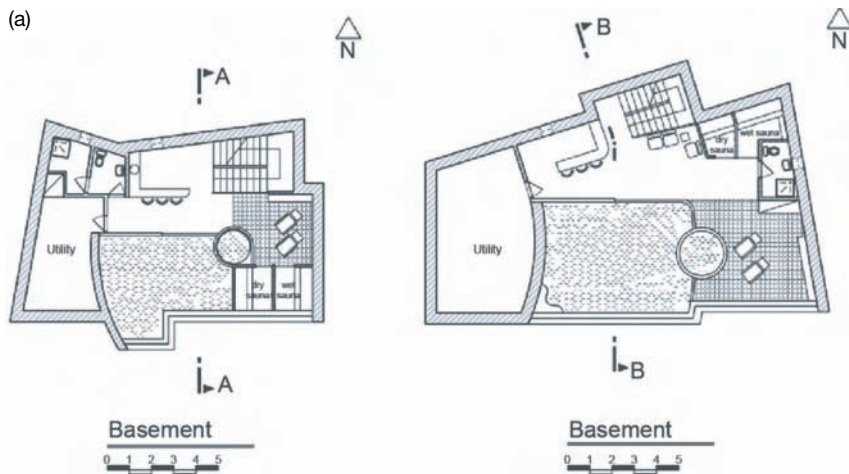 (a)
N
A
Utility
dry
sauna
wet
sauna
A
Basement
0 1 2 3 4 5
N
B
dry
sauna
wet sauna
Utility
B
Basement
0 1 2 3 4 5